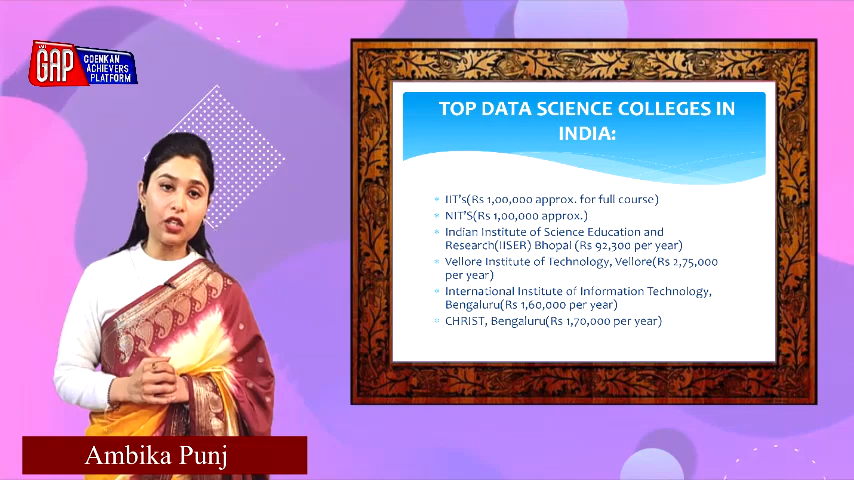 GAP
GOENKAN
ACHIEVERS
PLATFORM
TOP DATA SCIENCE COLLEGES IN
INDIA:
IIT's(Rs 1,00,000 approx. for full course)
NIT'S(Rs 1,00,000 approx.)
Indian Institute of Science Education and
Research(IISER) Bhopal (Rs 92,300 per year)
Vellore Institute of Technology, Vellore(Rs 2,75,000
per year)
International Institute of Information Technology,
Bengaluru(Rs 1,60,000 per year)
CHRIST, Bengaluru(Rs 1,70,000 per year)
Ambika Punj